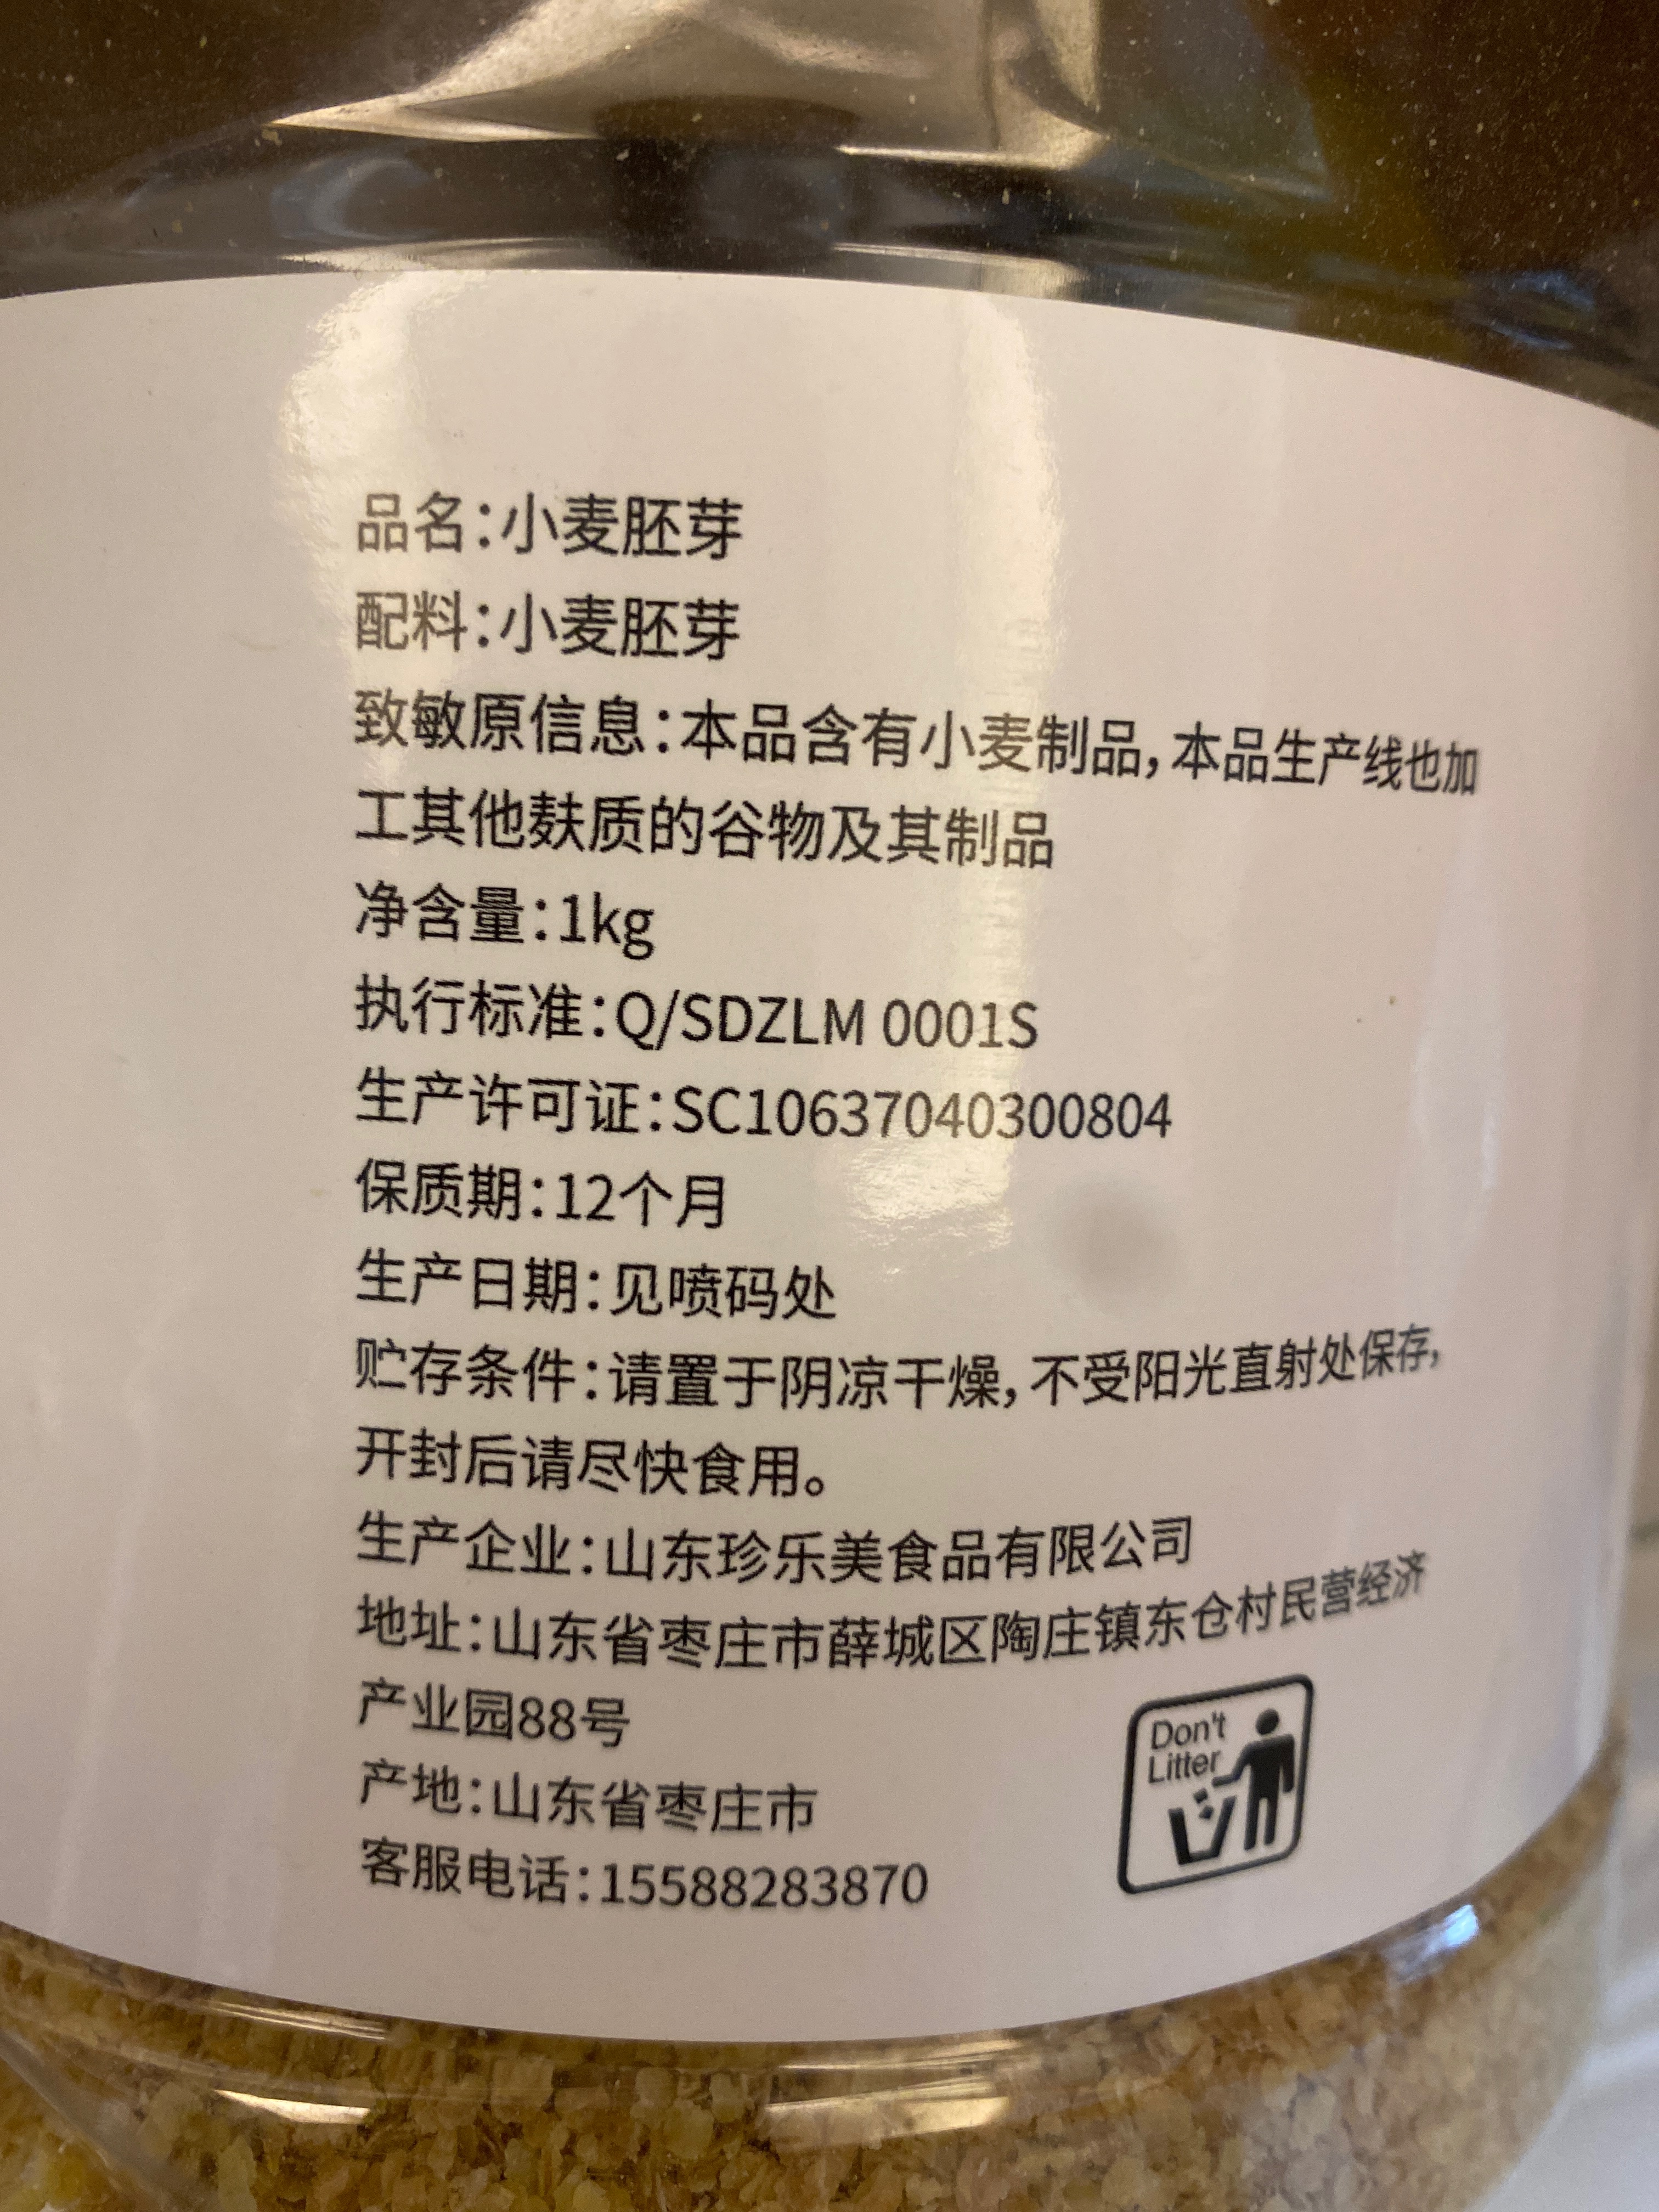 品名：小麦胚芽
配料：小麦胚芽
致敏原信息：本品含有小麦制品，本品生产线也加
工其他麸质的谷物及其制品
净含量：1kg
执行标准：Q/SDZLM 0001S
生产许可证：SC10637040300804
保质期：12个月
生产日期：见喷码处
贮存条件：请置于阴凉干燥，不受阳光直射处保存，
开封后请尽快食用。
生产企业：山东珍乐美食品有限公司
地址：山东省枣庄市薛城区陶庄镇东仓村民营经济
产业园88号
产地：山东省枣庄市
客服电话：15588283870
Don't
Litter